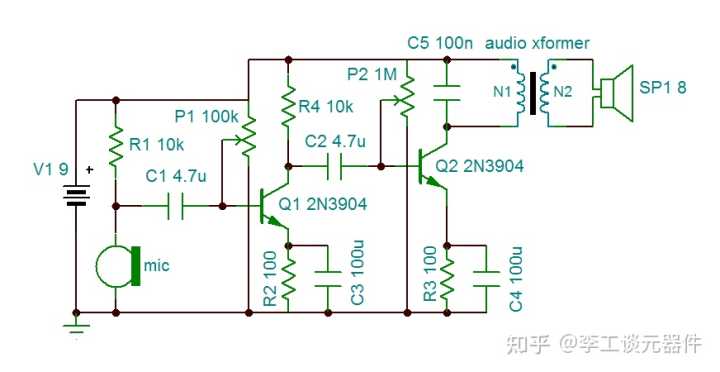 C5 100n audio xformer
P2 1M
N1 N2
SP1 8
P1 100k
R4 10k
R1 10k
C2 4.7u
V1 9
+
C1 4.7u
Q2 2N3904
Q1 2N3904
mic
R2 100
C3 100u
R3 100
C4 100u
知乎 @李工谈元器件